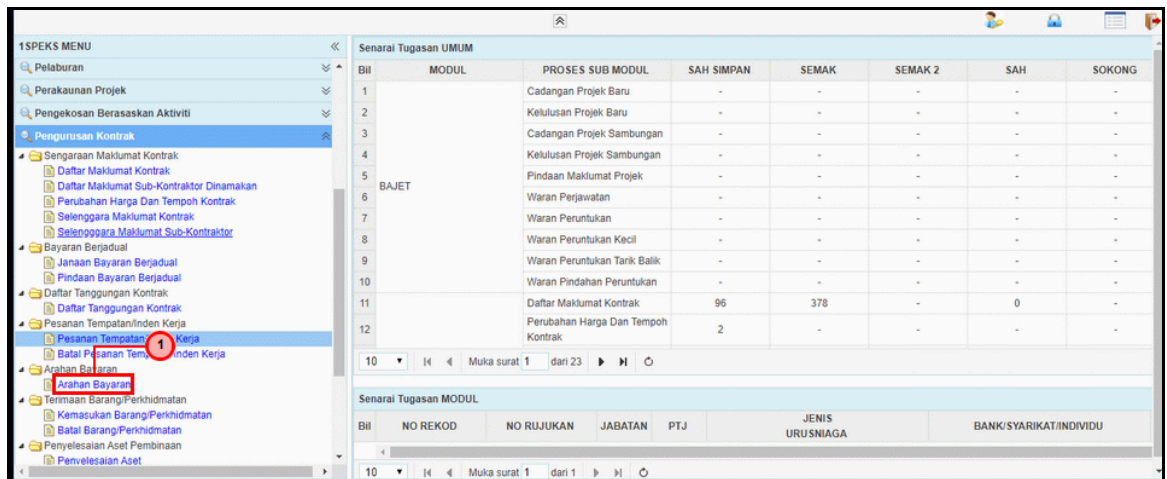 1SPEKS MENU
Pelaburan
Perakaunan Projek
Pengekosan Berasaskan Aktiviti
Pengurusan Kontrak
Sengaraan Maklumat Kontrak
Daftar Maklumat Kontrak
Daftar Maklumat Sub-Kontraktor Dinamakan
Perubahan Harga Dan Tempoh Kontrak
Selenggara Maklumat Kontrak
Selengggara Maklumat Sub-Kontraktor
Bayaran Berjadual
Janaan Bayaran Berjadual
Pindaan Bayaran Berjadual
Daftar Tanggungan Kontrak
Daftar Tanggungan Kontrak
Pesanan Tempatan/Inden Kerja
Pesanan Tempatan Kerja
1
Batal Pesanan Inden Kerja
Arahan Bayaran
Arahan Bayaran
Terimaan Barang/Perkhidmatan
Kemasukan Barang/Perkhidmatan
Batal Barang/Perkhidmatan
Penyelesaian Aset Pembinaan
Penyelesaian Aset
Senarai Tugasan UMUM
Bil MODUL PROSES SUB MODUL SAH SIMPAN SEMAK SEMAK 2 SAH SOKONG
1 Cadangan Projek Baru - - - - -
2 Kelulusan Projek Baru - - - - -
3 Cadangan Projek Sambungan - - - - -
4 Kelulusan Projek Sambungan - - - - -
5 Pindaan Maklumat Projek - - - - -
BAJET
6 Waran Perjawatan - - - - -
7 Waran Peruntukan - - - - -
8 Waran Peruntukan Kecil - - - - -
9 Waran Peruntukan Tarik Balik - - - - -
10 Waran Pindahan Peruntukan - - - - -
11 Daftar Maklumat Kontrak 96 378 - 0 -
12 Perubahan Harga Dan Tempoh Kontrak 2 - - - -
10 Muka surat 1 dari 23
Senarai Tugasan MODUL
Bil NO REKOD NO RUJUKAN JABATAN PTJ JENIS URUSNIAGA BANK/SYARIKAT/INDIVIDU
10 Muka surat 1 dari 1